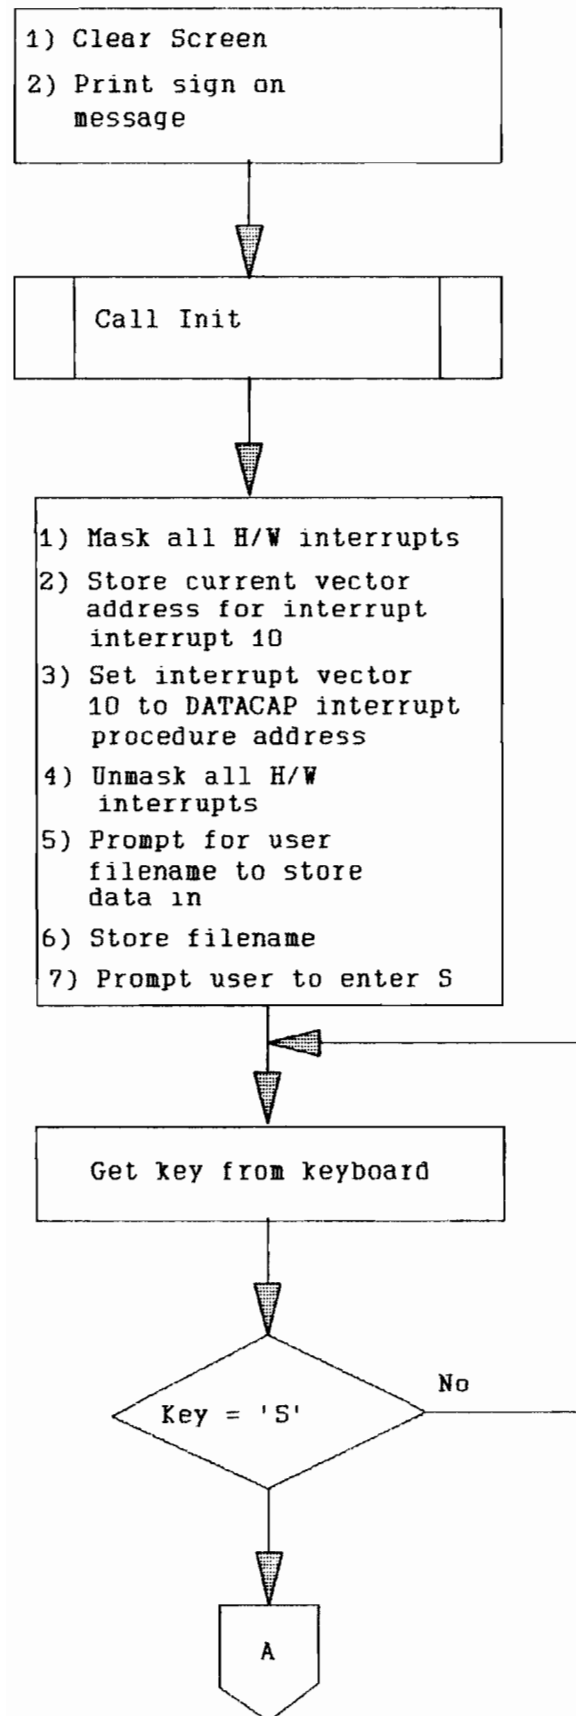 1) Clear Screen
2) Print sign on
message
Call Init
1) Mask all H/W interrupts
2) Store current vector
address for interrupt
interrupt 10
3) Set interrupt vector
10 to DATACAP interrupt
procedure address
4) Unmask all H/W
interrupts
5) Prompt for user
filename to store
data in
6) Store filename
7) Prompt user to enter S
Get key from keyboard
Key = 'S'
No
A